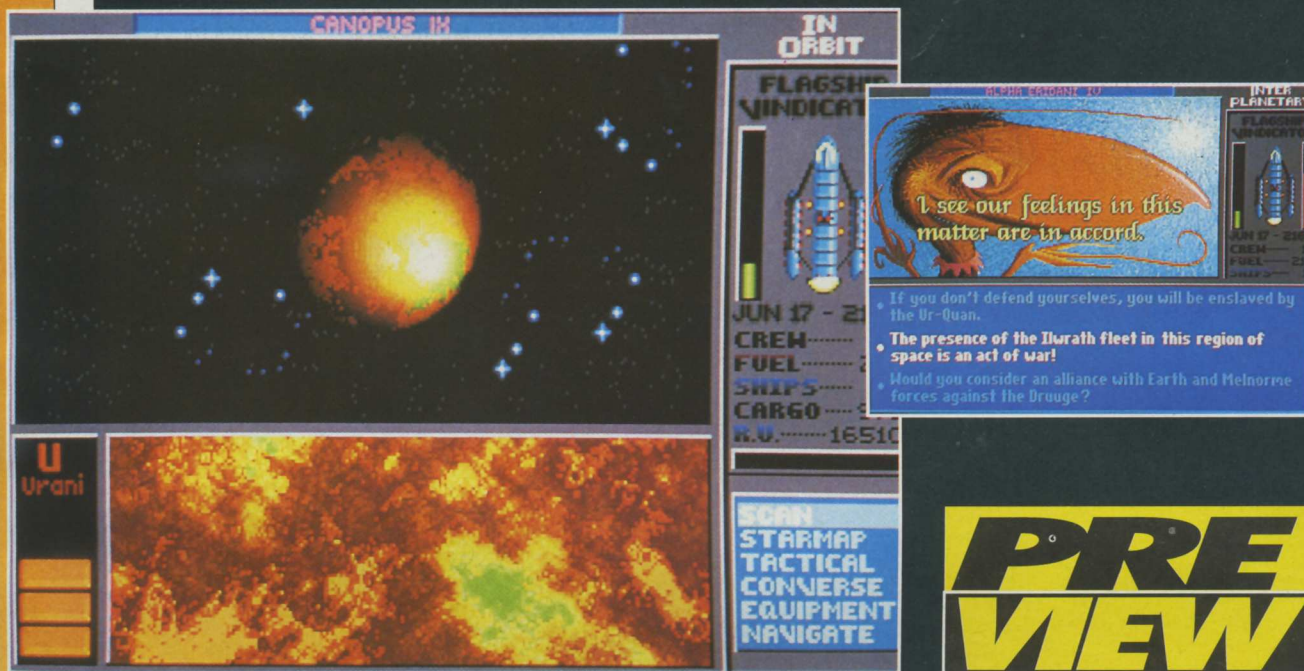 CANOPUS IX
IN
ORBIT
FLAGSHIP
VINDICAT
JUN 17 - 21
CREW
FUEL
SHIPS
CARGO
R.U. 16510
U
Urani
SCAN
STARMAP
TACTICAL
CONVERSE
EQUIPMENT
NAVIGATE
ALPHA ERIDANI IV
INTER
PLANETARY
FLAGSHIP
VINDICATO
I see our feelings in this
matter are in accord.
JUN 17 - 21
CREW
FUEL
SHIPS
• If you don't defend yourselves, you will be enslaved by
the Ur-Quan.
• The presence of the Ilwrath fleet in this region of
space is an act of war!
• Would you consider an alliance with Earth and Melnorme
forces against the Druuge?
PRE
VIEW